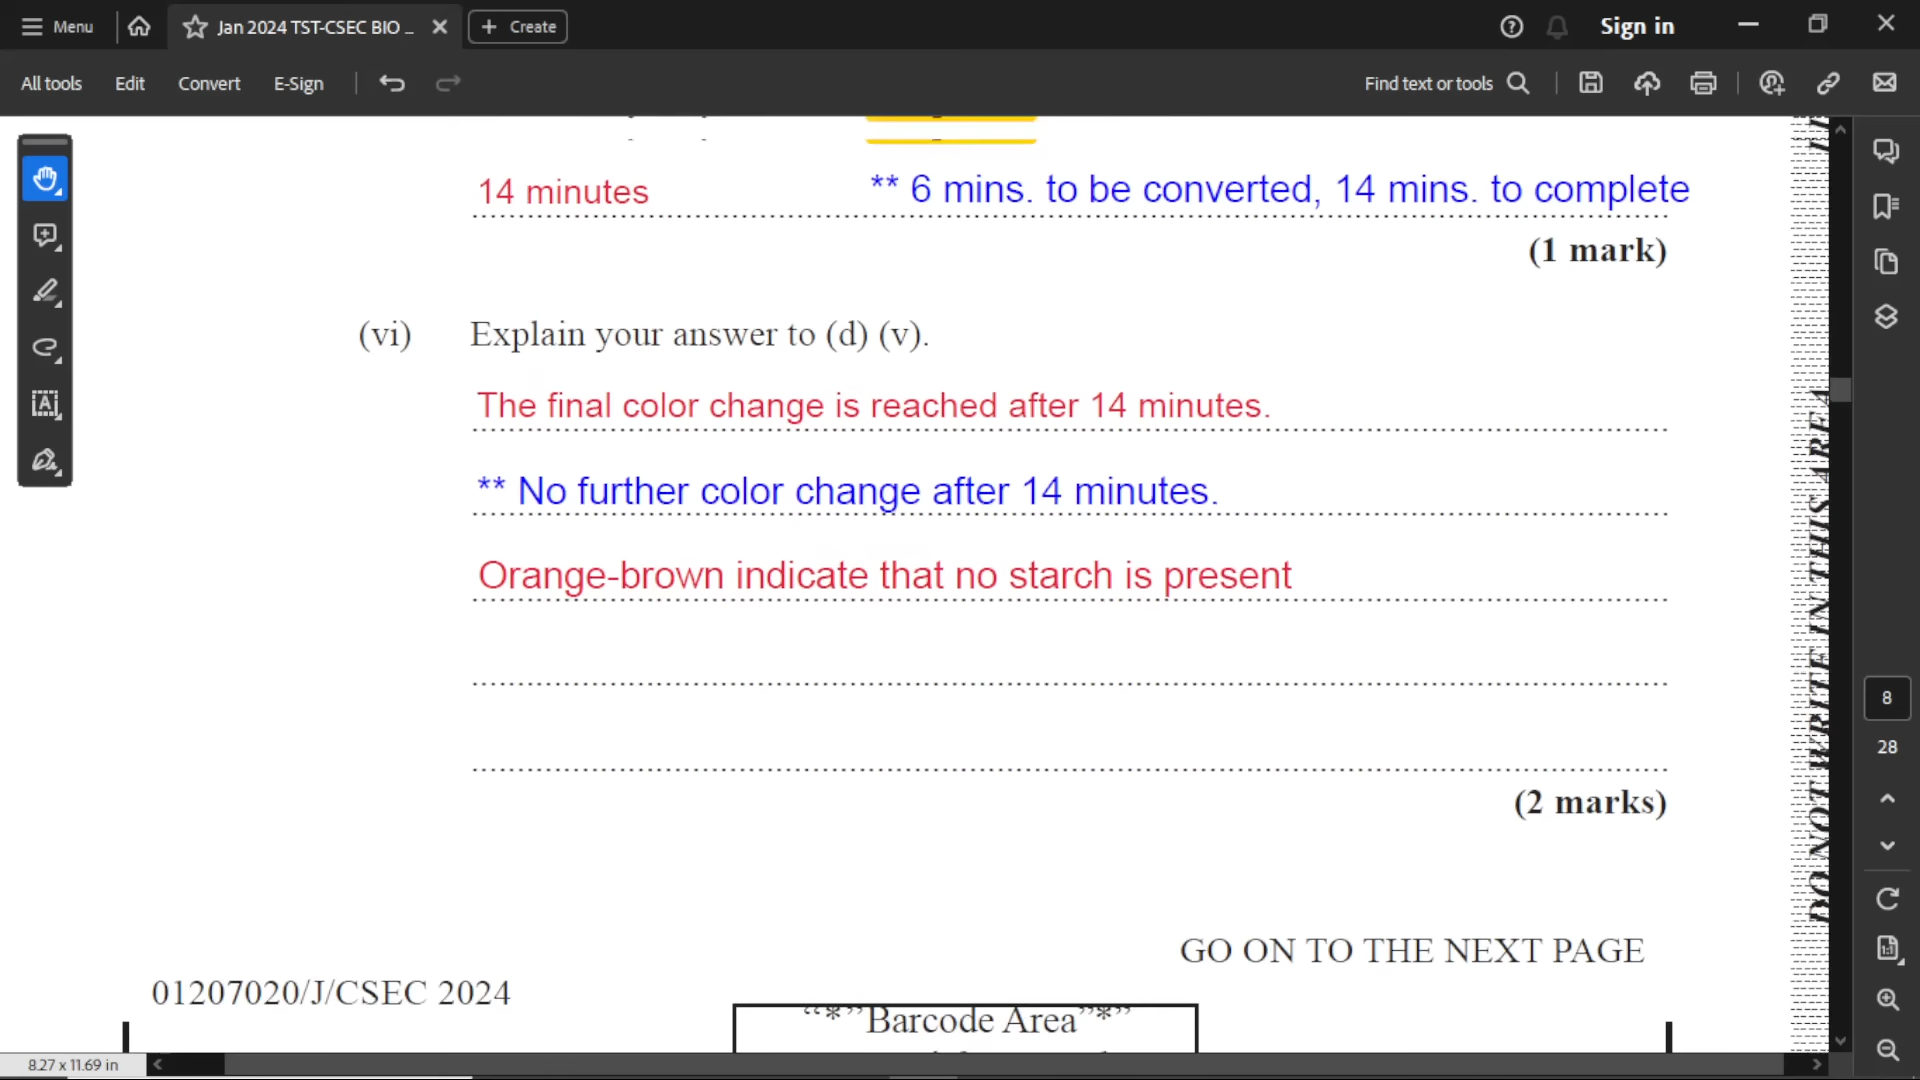 Menu
Jan 2024 TST-CSEC BIO _
Create
Sign in
All tools
Edit
Convert
E-Sign
Find text or tools
14 minutes
** 6 mins. to be converted, 14 mins. to complete
(1 mark)
(vi) Explain your answer to (d) (v).
The final color change is reached after 14 minutes.
** No further color change after 14 minutes.
Orange-brown indicate that no starch is present
(2 marks)
GO ON TO THE NEXT PAGE
01207020/J/CSEC 2024
“*”Barcode Area”*”
DO NOT WRITE IN THIS AREA
8
28
8.27 x 11.69 in